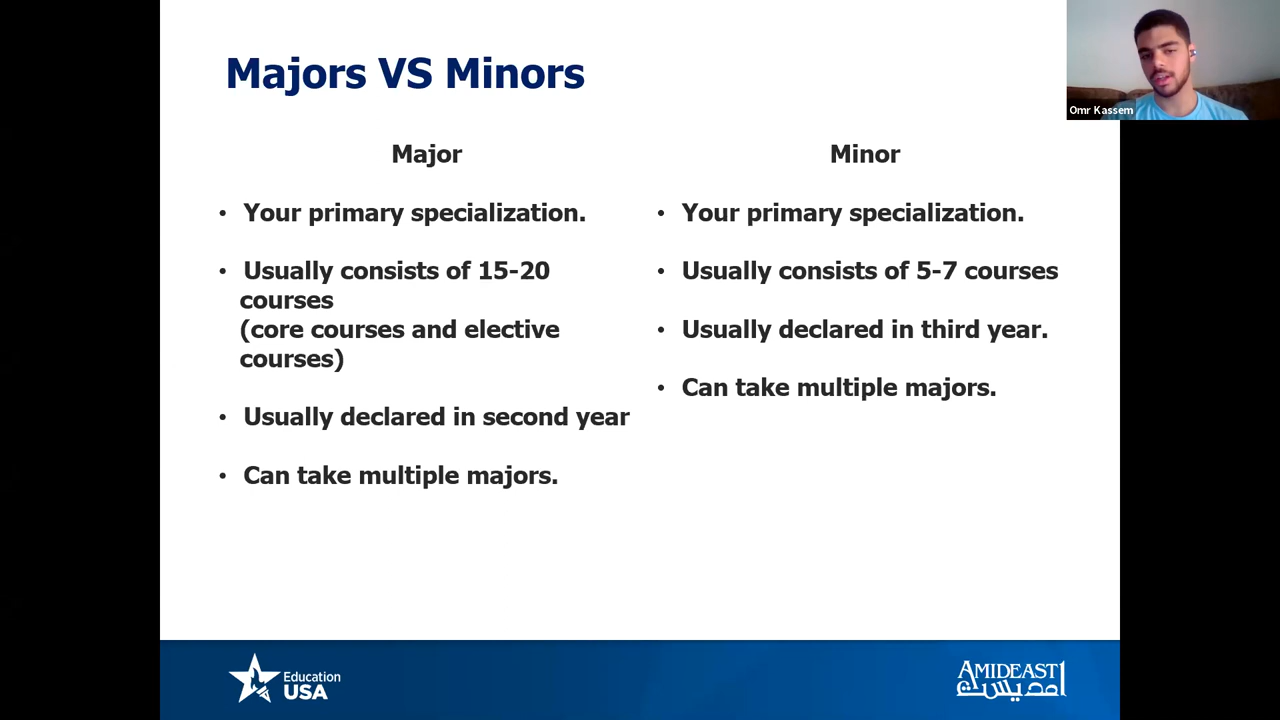 Majors VS Minors
Omr Kassem
Major
• Your primary specialization.
• Usually consists of 15-20
courses
(core courses and elective
courses)
• Usually declared in second year
• Can take multiple majors.
Minor
• Your primary specialization.
• Usually consists of 5-7 courses
• Usually declared in third year.
• Can take multiple majors.
Education
USA
AMIDEAST
امديست